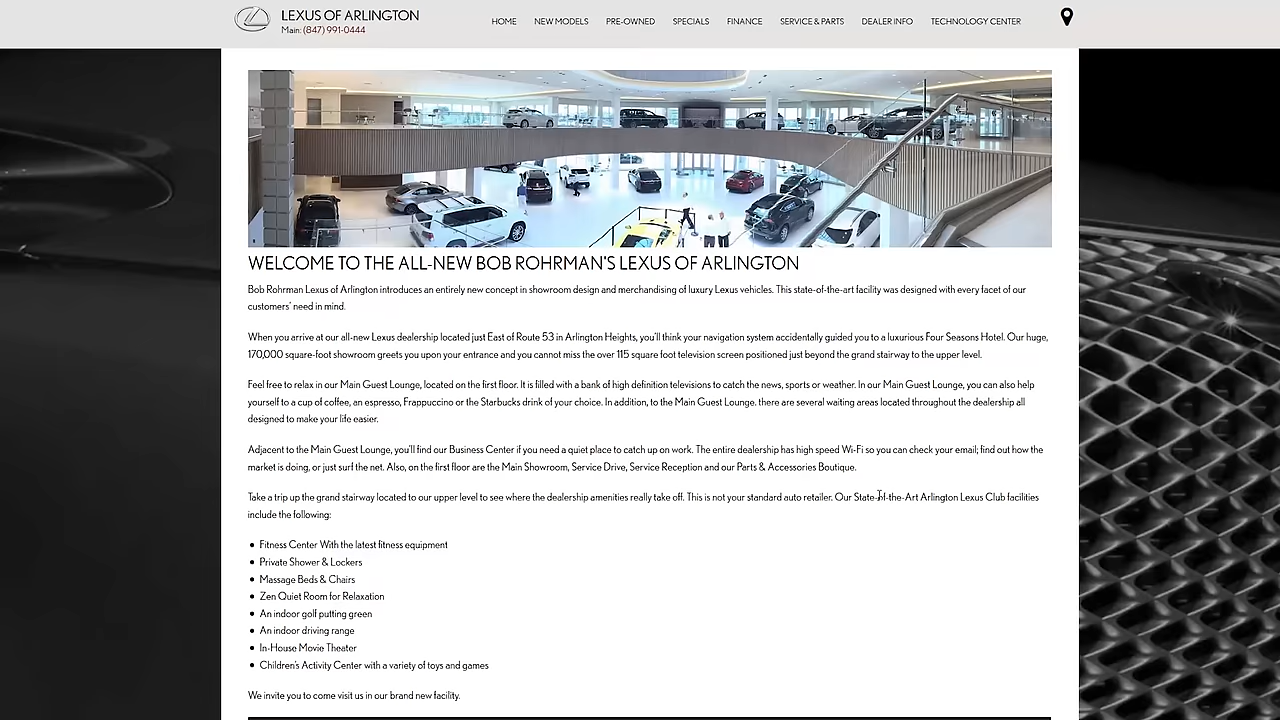 LEXUS OF ARLINGTON
Main: (847) 991-0444
HOME NEW MODELS PRE-OWNED SPECIALS FINANCE SERVICE & PARTS DEALER INFO TECHNOLOGY CENTER
WELCOME TO THE ALL-NEW BOB ROHRMAN'S LEXUS OF ARLINGTON
Bob Rohrman Lexus of Arlington introduces an entirely new concept in showroom design and merchandising of luxury Lexus vehicles. This state-of-the-art facility was designed with every facet of our
customers' need in mind.
When you arrive at our all-new Lexus dealership located just East of Route 53 in Arlington Heights, you'll think your navigation system accidentally guided you to a luxurious Four Seasons Hotel. Our huge,
170,000 square-foot showroom greets you upon your entrance and you cannot miss the over 115 square foot television screen positioned just beyond the grand stairway to the upper level.
Feel free to relax in our Main Guest Lounge, located on the first floor. It is filled with a bank of high definition televisions to catch the news, sports or weather. In our Main Guest Lounge, you can also help
yourself to a cup of coffee, an espresso, Frappuccino or the Starbucks drink of your choice. In addition, to the Main Guest Lounge. there are several waiting areas located throughout the dealership all
designed to make your life easier.
Adjacent to the Main Guest Lounge, you'll find our Business Center if you need a quiet place to catch up on work. The entire dealership has high speed Wi-Fi so you can check your email; find out how the
market is doing, or just surf the net. Also, on the first floor are the Main Showroom, Service Drive, Service Reception and our Parts & Accessories Boutique.
Take a trip up the grand stairway located to our upper level to see where the dealership amenities really take off. This is not your standard auto retailer. Our State-of-the-Art Arlington Lexus Club facilities
include the following:
• Fitness Center With the latest fitness equipment
• Private Shower & Lockers
• Massage Beds & Chairs
• Zen Quiet Room for Relaxation
• An indoor golf putting green
• An indoor driving range
• In-House Movie Theater
• Children's Activity Center with a variety of toys and games
We invite you to come visit us in our brand new facility.